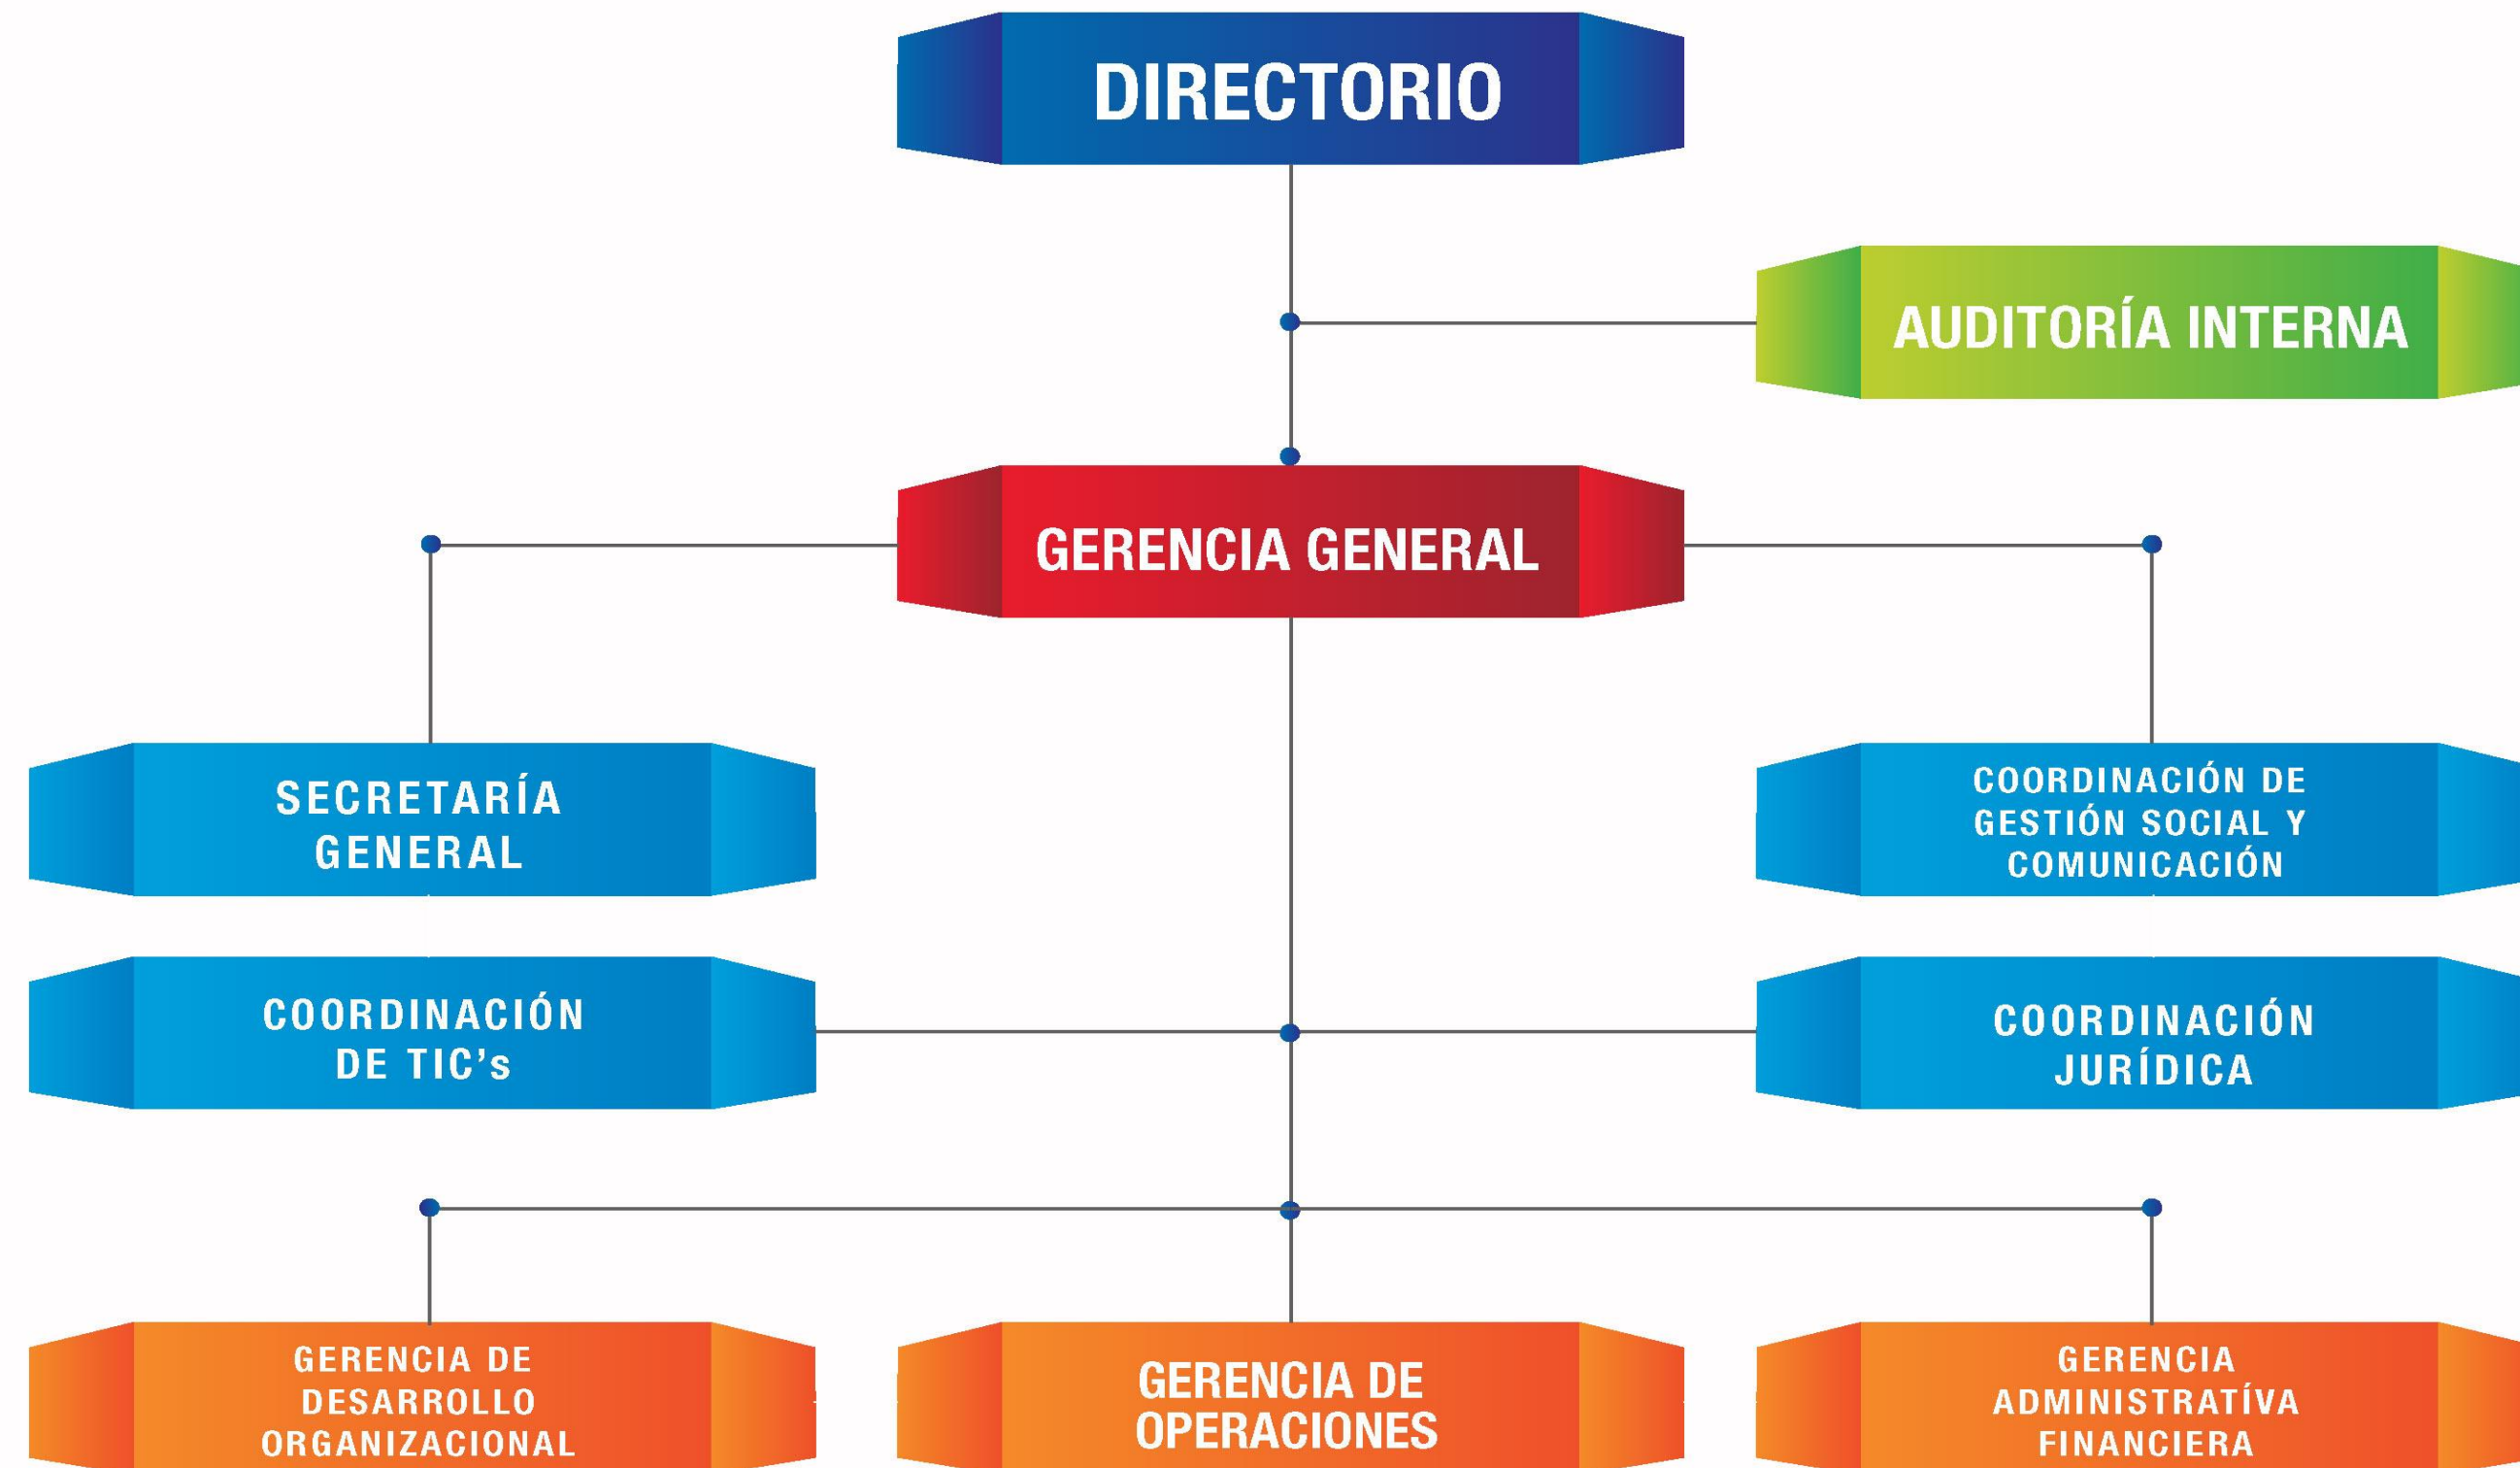 DIRECTORIO
AUDITORÍA INTERNA
GERENCIA GENERAL
SECRETARÍA
GENERAL
COORDINACIÓN DE
GESTIÓN SOCIAL Y
COMUNICACIÓN
COORDINACIÓN
DE TIC’s
COORDINACIÓN
JURÍDICA
GERENCIA DE
DESARROLLO
ORGANIZACIONAL
GERENCIA DE
OPERACIONES
GERENCIA
ADMINISTRATÍVA
FINANCIERA